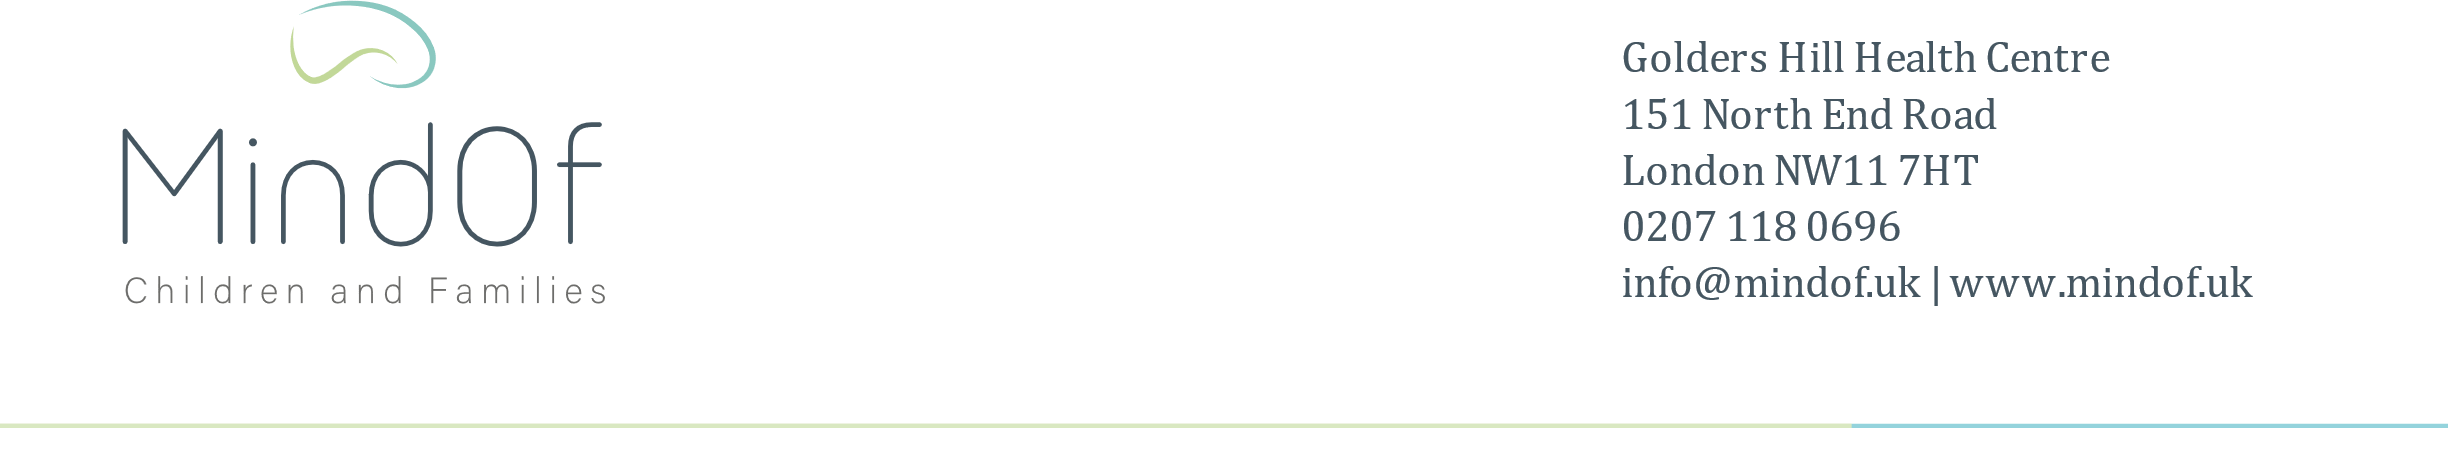 MindOf
Children and Families
Golders Hill Health Centre
151 North End Road
London NW11 7HT
0207 118 0696
info@mindof.uk | www.mindof.uk